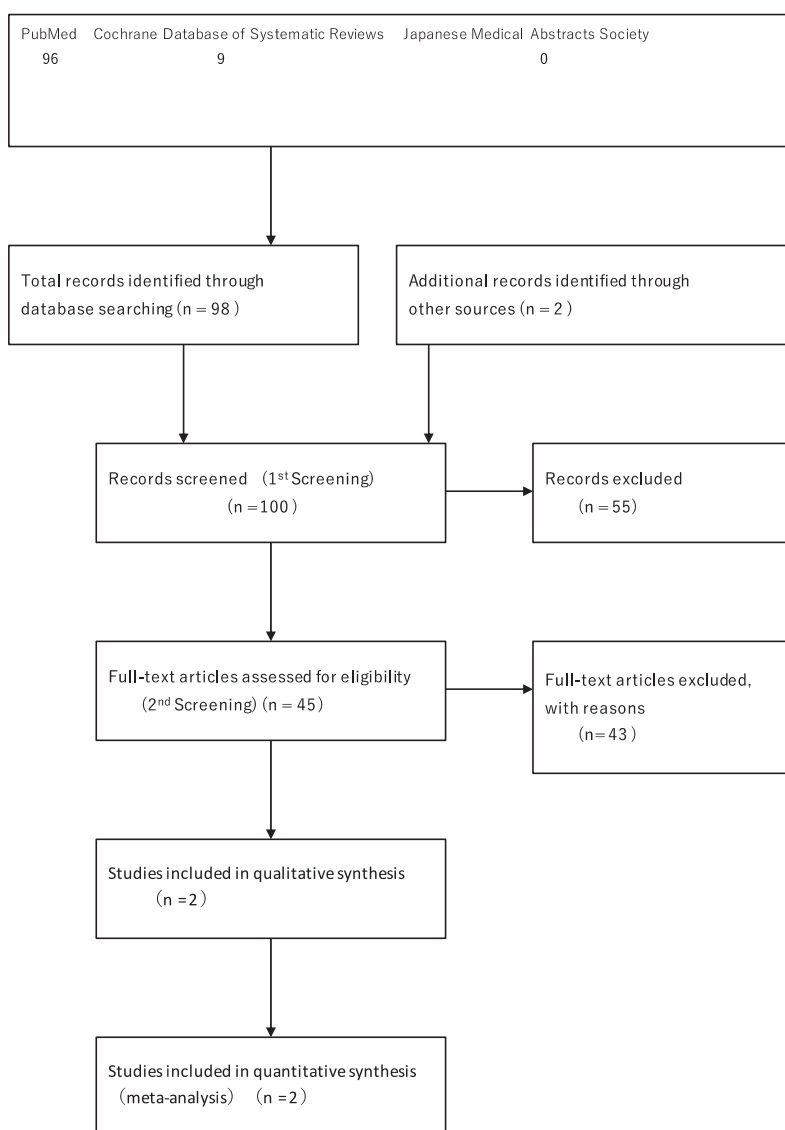 PubMed Cochrane Database of Systematic Reviews Japanese Medical Abstracts Society
96 9 0
Total records identified through
database searching (n = 98 )
Additional records identified through
other sources (n = 2 )
Records screened (1st Screening)
(n =100 )
Records excluded
(n = 55)
Full-text articles assessed for eligibility
(2nd Screening) (n = 45)
Full-text articles excluded,
with reasons
(n= 43 )
Studies included in qualitative synthesis
(n =2)
Studies included in quantitative synthesis
(meta-analysis) (n =2)